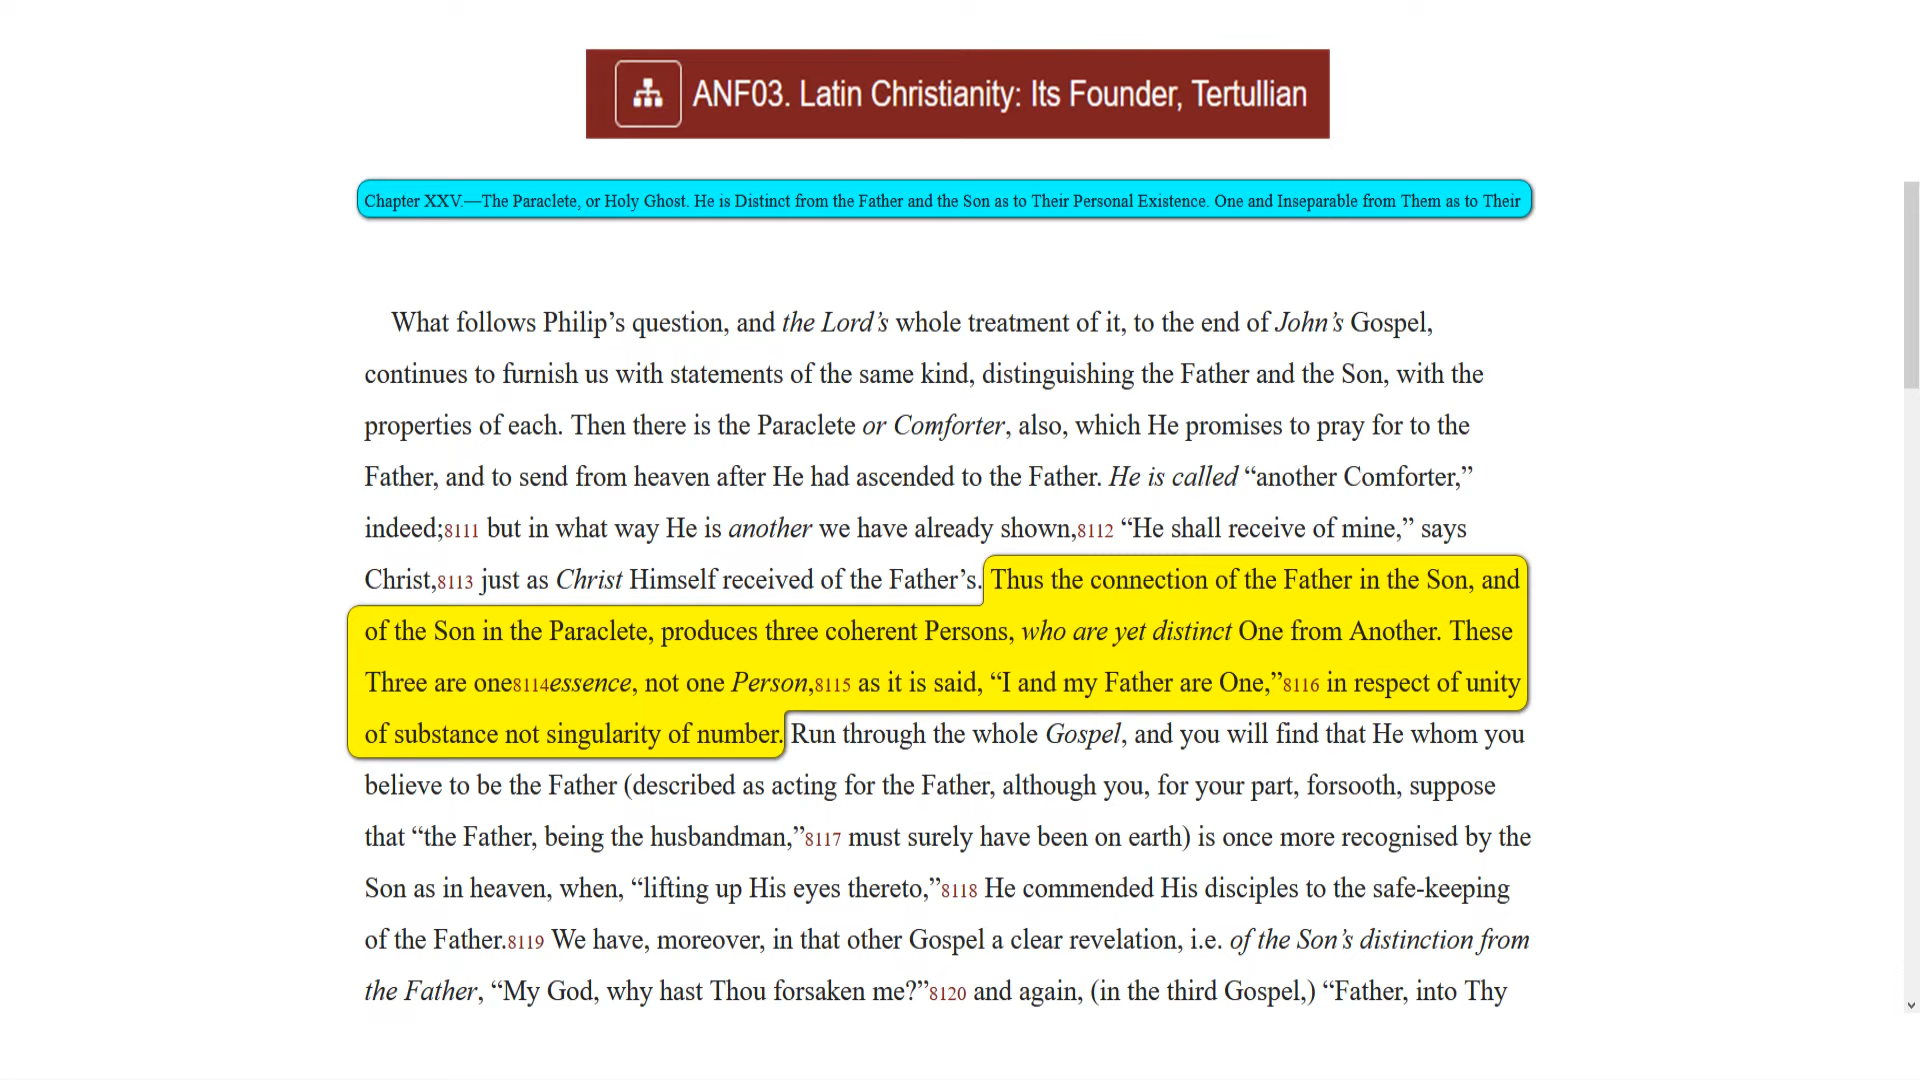 ANF03. Latin Christianity: Its Founder, Tertullian
Chapter XXV.—The Paraclete, or Holy Ghost. He is Distinct from the Father and the Son as to Their Personal Existence. One and Inseparable from Them as to Their
What follows Philip’s question, and the Lord’s whole treatment of it, to the end of John’s Gospel,
continues to furnish us with statements of the same kind, distinguishing the Father and the Son, with the
properties of each. Then there is the Paraclete or Comforter, also, which He promises to pray for to the
Father, and to send from heaven after He had ascended to the Father. He is called “another Comforter,”
indeed;8111 but in what way He is another we have already shown,8112 “He shall receive of mine,” says
Christ,8113 just as Christ Himself received of the Father’s. Thus the connection of the Father in the Son, and
of the Son in the Paraclete, produces three coherent Persons, who are yet distinct One from Another. These
Three are one8114essence, not one Person,8115 as it is said, “I and my Father are One,”8116 in respect of unity
of substance not singularity of number. Run through the whole Gospel, and you will find that He whom you
believe to be the Father (described as acting for the Father, although you, for your part, forsooth, suppose
that “the Father, being the husbandman,”8117 must surely have been on earth) is once more recognised by the
Son as in heaven, when, “lifting up His eyes thereto,”8118 He commended His disciples to the safe-keeping
of the Father.8119 We have, moreover, in that other Gospel a clear revelation, i.e. of the Son’s distinction from
the Father, “My God, why hast Thou forsaken me?”8120 and again, (in the third Gospel,) “Father, into Thy